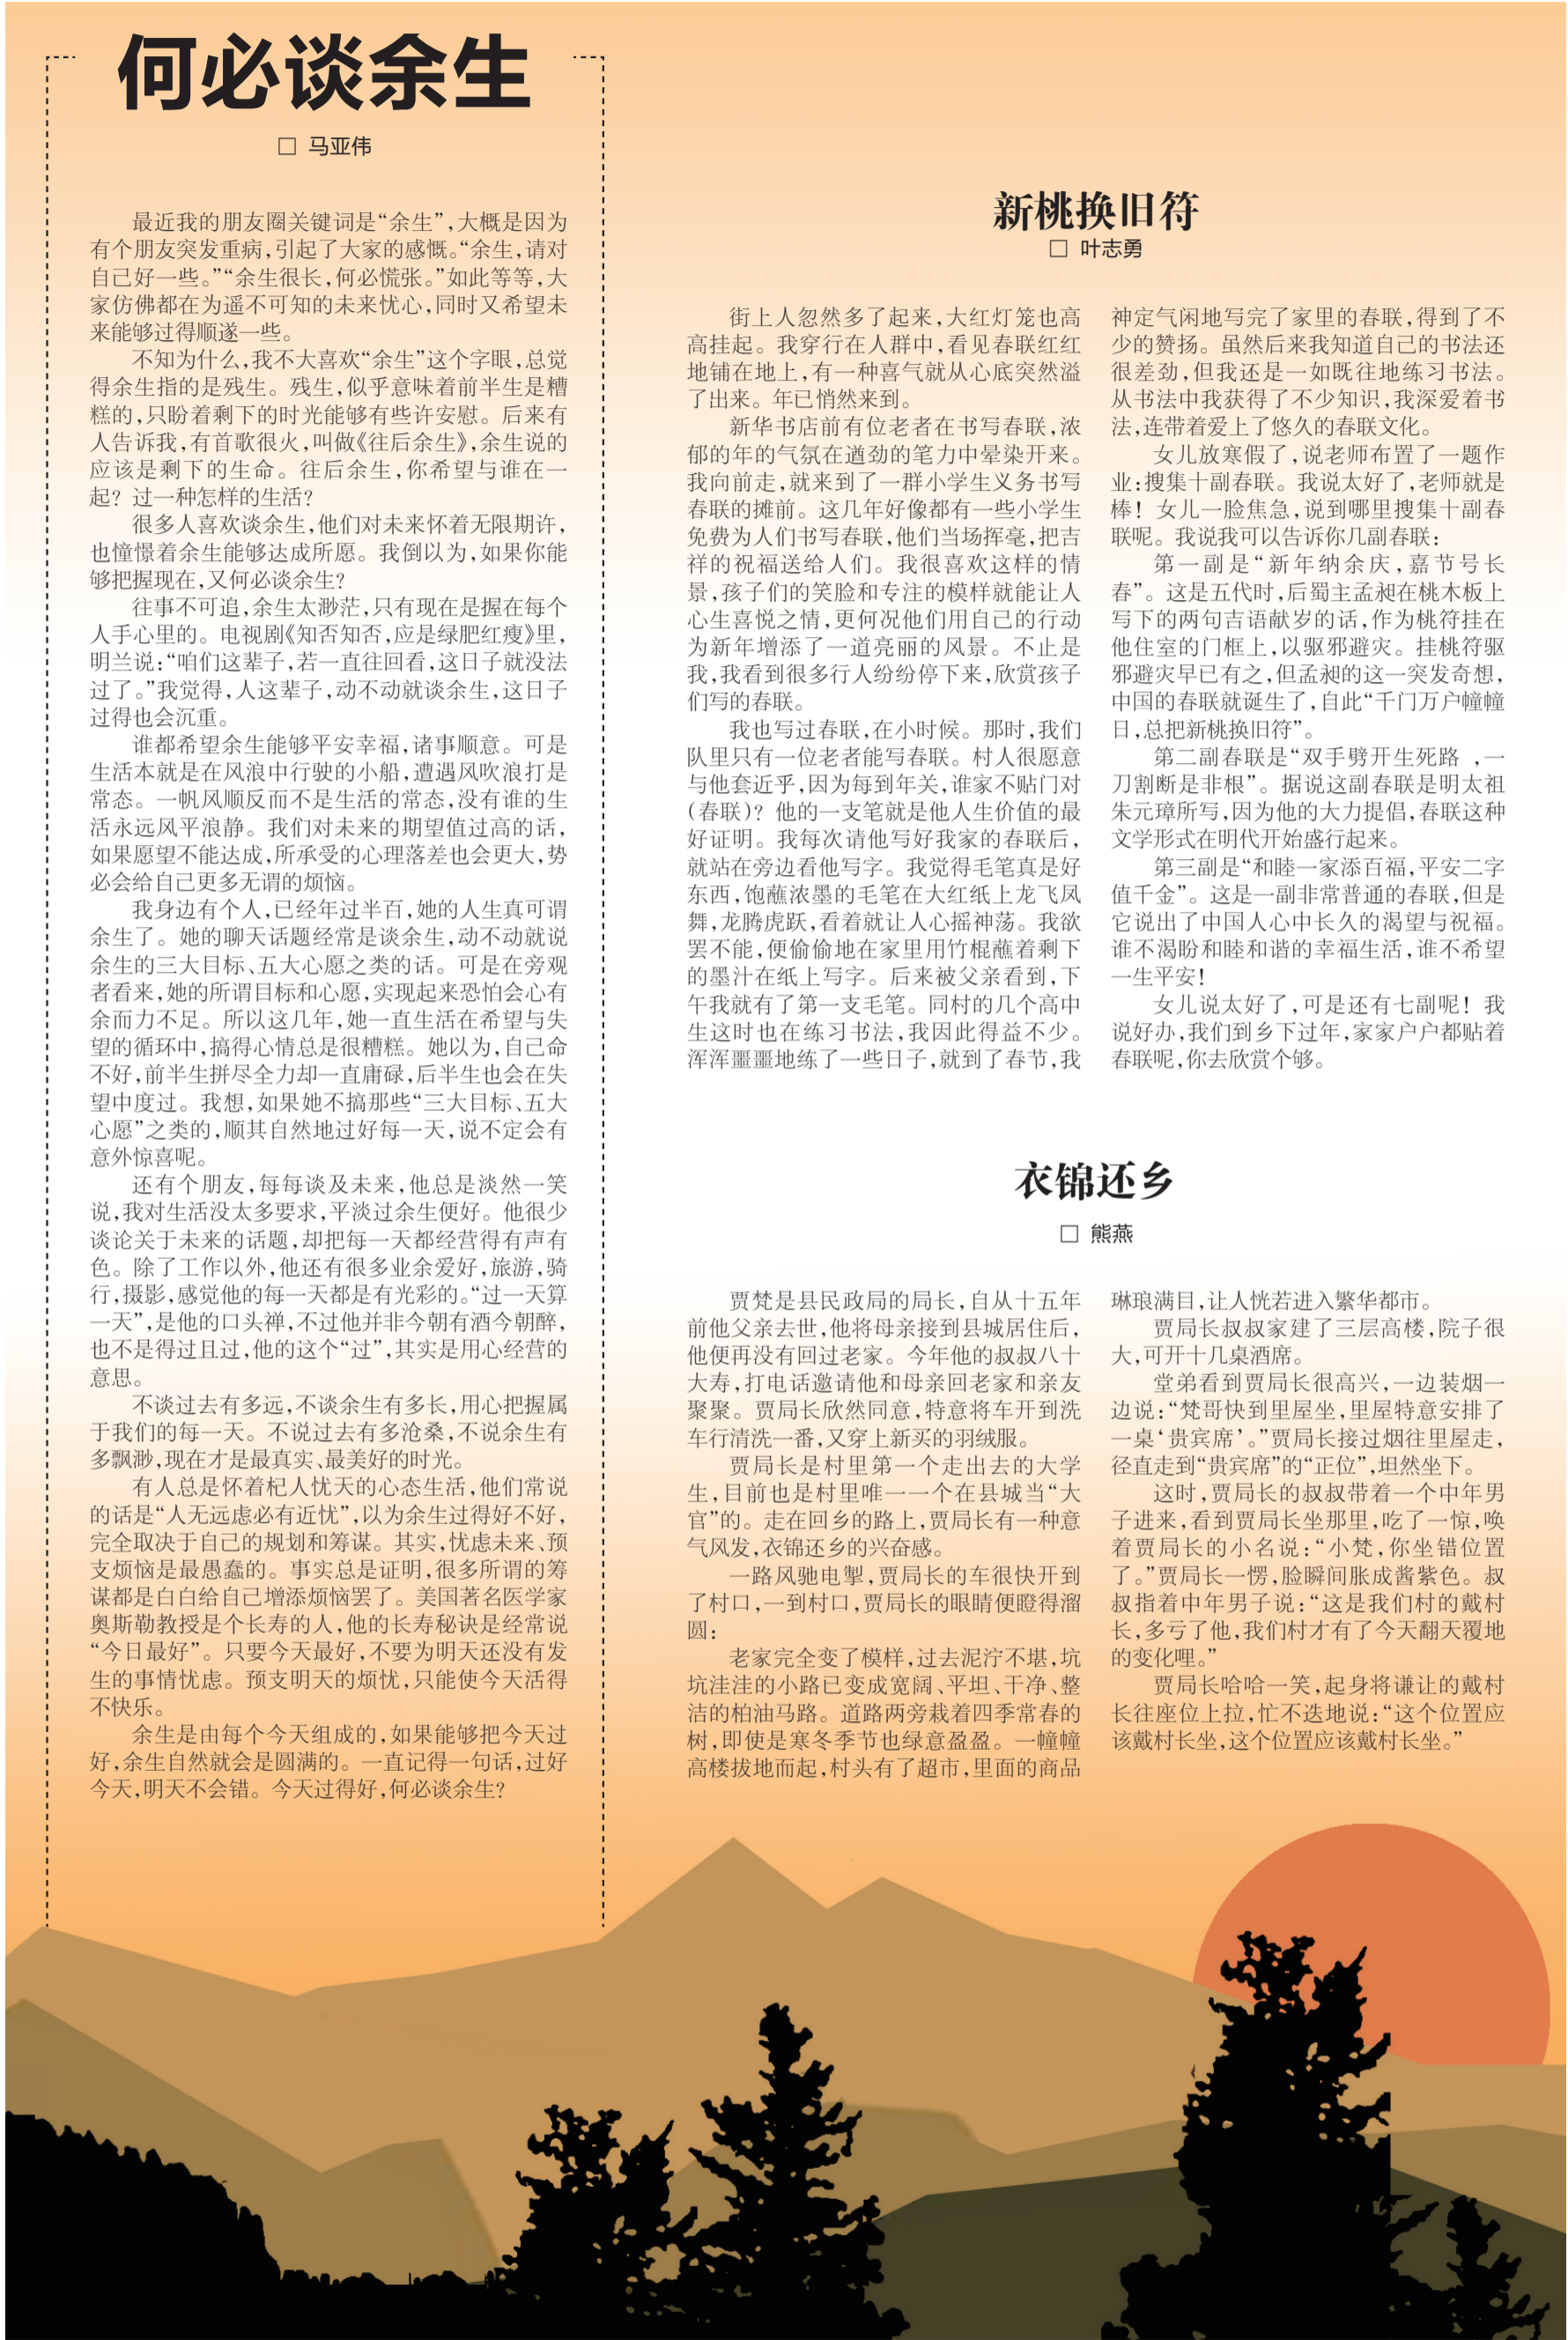 何必谈余生
□ 马亚伟
最近我的朋友圈关键词是“余生”,大概是因为
有个朋友突发重病,引起了大家的感慨。“余生,请对
自己好一些。”“余生很长,何必慌张。”如此等等,大
家仿佛都在为遥不可知的未来忧心,同时又希望未
来能够过得顺遂一些。
不知为什么,我不大喜欢“余生”这个字眼,总觉
得余生指的是残生。残生,似乎意味着前半生是糟
糕的,只盼着剩下的时光能够有些许安慰。后来有
人告诉我,有首歌很火,叫做《往后余生》,余生说的
应该是剩下的生命。往后余生,你希望与谁在一
起？过一种怎样的生活？
很多人喜欢谈余生,他们对未来怀着无限期许,
也憧憬着余生能够达成所愿。我倒以为,如果你能
够把握现在,又何必谈余生？
往事不可追,余生太渺茫,只有现在是握在每个
人手心里的。电视剧《知否知否,应是绿肥红瘦》里,
明兰说:“咱们这辈子,若一直往回看,这日子就没法
过了。”我觉得,人这辈子,动不动就谈余生,这日子
过得也会沉重。
谁都希望余生能够平安幸福,诸事顺意。可是
生活本就是在风浪中行驶的小船,遭遇风吹浪打是
常态。一帆风顺反而不是生活的常态,没有谁的生
活永远风平浪静。我们对未来的期望值过高的话,
如果愿望不能达成,所承受的心理落差也会更大,势
必会给自己更多无谓的烦恼。
我身边有个人,已经年过半百,她的人生真可谓
余生了。她的聊天话题经常是谈余生,动不动就说
余生的三大目标、五大心愿之类的话。可是在旁观
者看来,她的所谓目标和心愿,实现起来恐怕会心有
余而力不足。所以这几年,她一直生活在希望与失
望的循环中,搞得心情总是很糟糕。她以为,自己命
不好,前半生拼尽全力却一直庸碌,后半生也会在失
望中度过。我想,如果她不搞那些“三大目标、五大
心愿”之类的,顺其自然地过好每一天,说不定会有
意外惊喜呢。
还有个朋友,每每谈及未来,他总是淡然一笑
说,我对生活没太多要求,平淡过余生便好。他很少
谈论关于未来的话题,却把每一天都经营得有声有
色。除了工作以外,他还有很多业余爱好,旅游,骑
行,摄影,感觉他的每一天都是有光彩的。“过一天算
一天”,是他的口头禅,不过他并非今朝有酒今朝醉,
也不是得过且过,他的这个“过”,其实是用心经营的
意思。
不谈过去有多远,不谈余生有多长,用心把握属
于我们的每一天。不说过去有多沧桑,不说余生有
多飘渺,现在才是最真实、最美好的时光。
有人总是怀着杞人忧天的心态生活,他们常说
的话是“人无远虑必有近忧”,以为余生过得好不好,
完全取决于自己的规划和筹谋。其实,忧虑未来、预
支烦恼是最愚蠢的。事实总是证明,很多所谓的筹
谋都是白白给自己增添烦恼罢了。美国著名医学家
奥斯勒教授是个长寿的人,他的长寿秘诀是经常说
“今日最好”。只要今天最好,不要为明天还没有发
生的事情忧虑。预支明天的烦忧,只能使今天活得
不快乐。
余生是由每个今天组成的,如果能够把今天过
好,余生自然就会是圆满的。一直记得一句话,过好
今天,明天不会错。今天过得好,何必谈余生？
新桃换旧符
□ 叶志勇
街上人忽然多了起来,大红灯笼也高
高挂起。我穿行在人群中,看见春联红红
地铺在地上,有一种喜气就从心底突然溢
了出来。年已悄然来到。
新华书店前有位老者在书写春联,浓
郁的年的气氛在遒劲的笔力中晕染开来。
我向前走,就来到了一群小学生义务书写
春联的摊前。这几年好像都有一些小学生
免费为人们书写春联,他们当场挥毫,把吉
祥的祝福送给人们。我很喜欢这样的情
景,孩子们的笑脸和专注的模样就能让人
心生喜悦之情,更何况他们用自己的行动
为新年增添了一道亮丽的风景。不止是
我,我看到很多行人纷纷停下来,欣赏孩子
们写的春联。
我也写过春联,在小时候。那时,我们
队里只有一位老者能写春联。村人很愿意
与他套近乎,因为每到年关,谁家不贴门对
(春联)？他的一支笔就是他人生价值的最
好证明。我每次请他写好我家的春联后,
就站在旁边看他写字。我觉得毛笔真是好
东西,饱蘸浓墨的毛笔在大红纸上龙飞凤
舞,龙腾虎跃,看着就让人心摇神荡。我欲
罢不能,便偷偷地在家里用竹棍蘸着剩下
的墨汁在纸上写字。后来被父亲看到,下
午我就有了第一支毛笔。同村的几个高中
生这时也在练习书法,我因此得益不少。
浑浑噩噩地练了一些日子,就到了春节,我
神定气闲地写完了家里的春联,得到了不
少的赞扬。虽然后来我知道自己的书法还
很差劲,但我还是一如既往地练习书法。
从书法中我获得了不少知识,我深爱着书
法,连带着爱上了悠久的春联文化。
女儿放寒假了,说老师布置了一题作
业:搜集十副春联。我说太好了,老师就是
棒！女儿一脸焦急,说到哪里搜集十副春
联呢。我说我可以告诉你几副春联:
第一副是“新年纳余庆,嘉节号长
春”。这是五代时,后蜀主孟昶在桃木板上
写下的两句吉语献岁的话,作为桃符挂在
他住室的门框上,以驱邪避灾。挂桃符驱
邪避灾早已有之,但孟昶的这一突发奇想,
中国的春联就诞生了,自此“千门万户幢幢
日,总把新桃换旧符”。
第二副春联是“双手劈开生死路 ,一
刀割断是非根”。据说这副春联是明太祖
朱元璋所写,因为他的大力提倡,春联这种
文学形式在明代开始盛行起来。
第三副是“和睦一家添百福,平安二字
值千金”。这是一副非常普通的春联,但是
它说出了中国人心中长久的渴望与祝福。
谁不渴盼和睦和谐的幸福生活,谁不希望
一生平安！
女儿说太好了,可是还有七副呢！我
说好办,我们到乡下过年,家家户户都贴着
春联呢,你去欣赏个够。
衣锦还乡
□ 熊燕
贾梵是县民政局的局长,自从十五年
前他父亲去世,他将母亲接到县城居住后,
他便再没有回过老家。今年他的叔叔八十
大寿,打电话邀请他和母亲回老家和亲友
聚聚。贾局长欣然同意,特意将车开到洗
车行清洗一番,又穿上新买的羽绒服。
贾局长是村里第一个走出去的大学
生,目前也是村里唯一一个在县城当“大
官”的。走在回乡的路上,贾局长有一种意
气风发,衣锦还乡的兴奋感。
一路风驰电掣,贾局长的车很快开到
了村口,一到村口,贾局长的眼睛便瞪得溜
圆:
老家完全变了模样,过去泥泞不堪,坑
坑洼洼的小路已变成宽阔、平坦、干净、整
洁的柏油马路。道路两旁栽着四季常春的
树,即使是寒冬季节也绿意盈盈。一幢幢
高楼拔地而起,村头有了超市,里面的商品
琳琅满目,让人恍若进入繁华都市。
贾局长叔叔家建了三层高楼,院子很
大,可开十几桌酒席。
堂弟看到贾局长很高兴,一边装烟一
边说:“梵哥快到里屋坐,里屋特意安排了
一桌‘贵宾席’。”贾局长接过烟往里屋走,
径直走到“贵宾席”的“正位”,坦然坐下。
这时,贾局长的叔叔带着一个中年男
子进来,看到贾局长坐那里,吃了一惊,唤
着贾局长的小名说:“小梵,你坐错位置
了。”贾局长一愣,脸瞬间胀成酱紫色。叔
叔指着中年男子说:“这是我们村的戴村
长,多亏了他,我们村才有了今天翻天覆地
的变化哩。”
贾局长哈哈一笑,起身将谦让的戴村
长往座位上拉,忙不迭地说:“这个位置应
该戴村长坐,这个位置应该戴村长坐。”